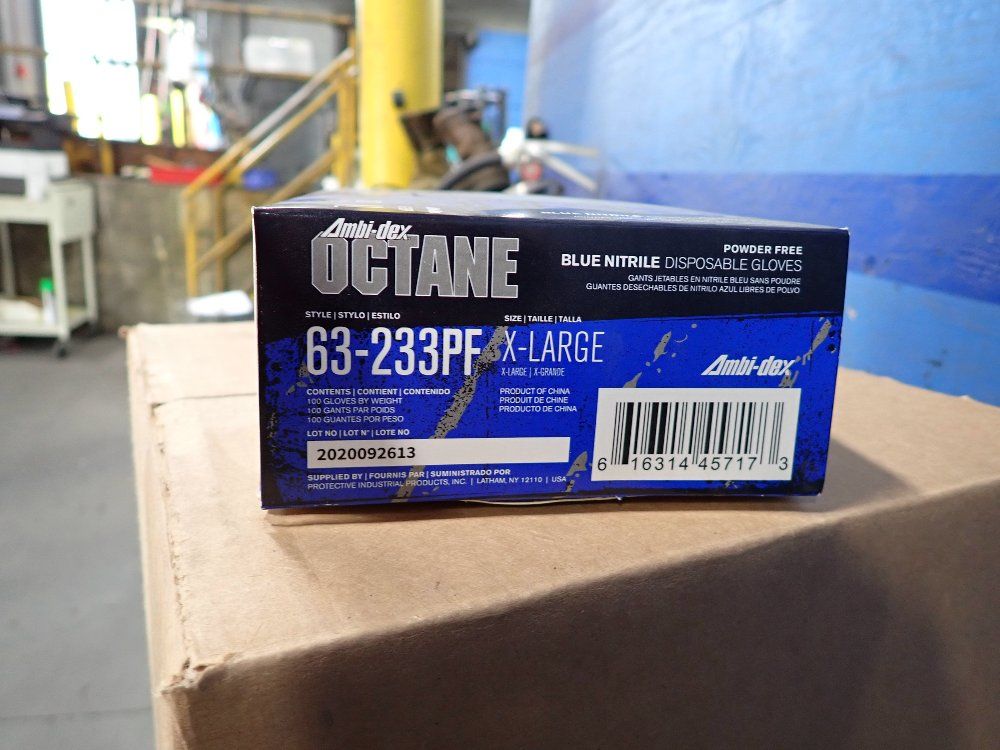 Ambi-dex
OCTANE
POWDER FREE
BLUE NITRILE DISPOSABLE GLOVES
GANTS JETABLES EN NITRILE BLEU SANS POUDRE
GUANTES DESECHABLES DE NITRILO AZUL LIBRES DE POLVO
STYLE | STYLO | ESTILO
63-233PF
SIZE | TAILLE | TALLA
X-LARGE
X-LARGE | X-GRANDE
Ambi-dex
CONTENTS | CONTIENT | CONTENIDO
100 GLOVES BY WEIGHT
100 GANTS PAR POIDS
100 GUANTES POR PESO
PRODUCT OF CHINA
PRODUIT DE CHINE
PRODUCTO DE CHINA
LOT NO | LOT N° | LOTE NO
2020092613
SUPPLIED BY | FOURNIS PAR | SUMINISTRADO POR
PROTECTIVE INDUSTRIAL PRODUCTS, INC. | LATHAM, NY 12110 | USA
6 16314 45717 3